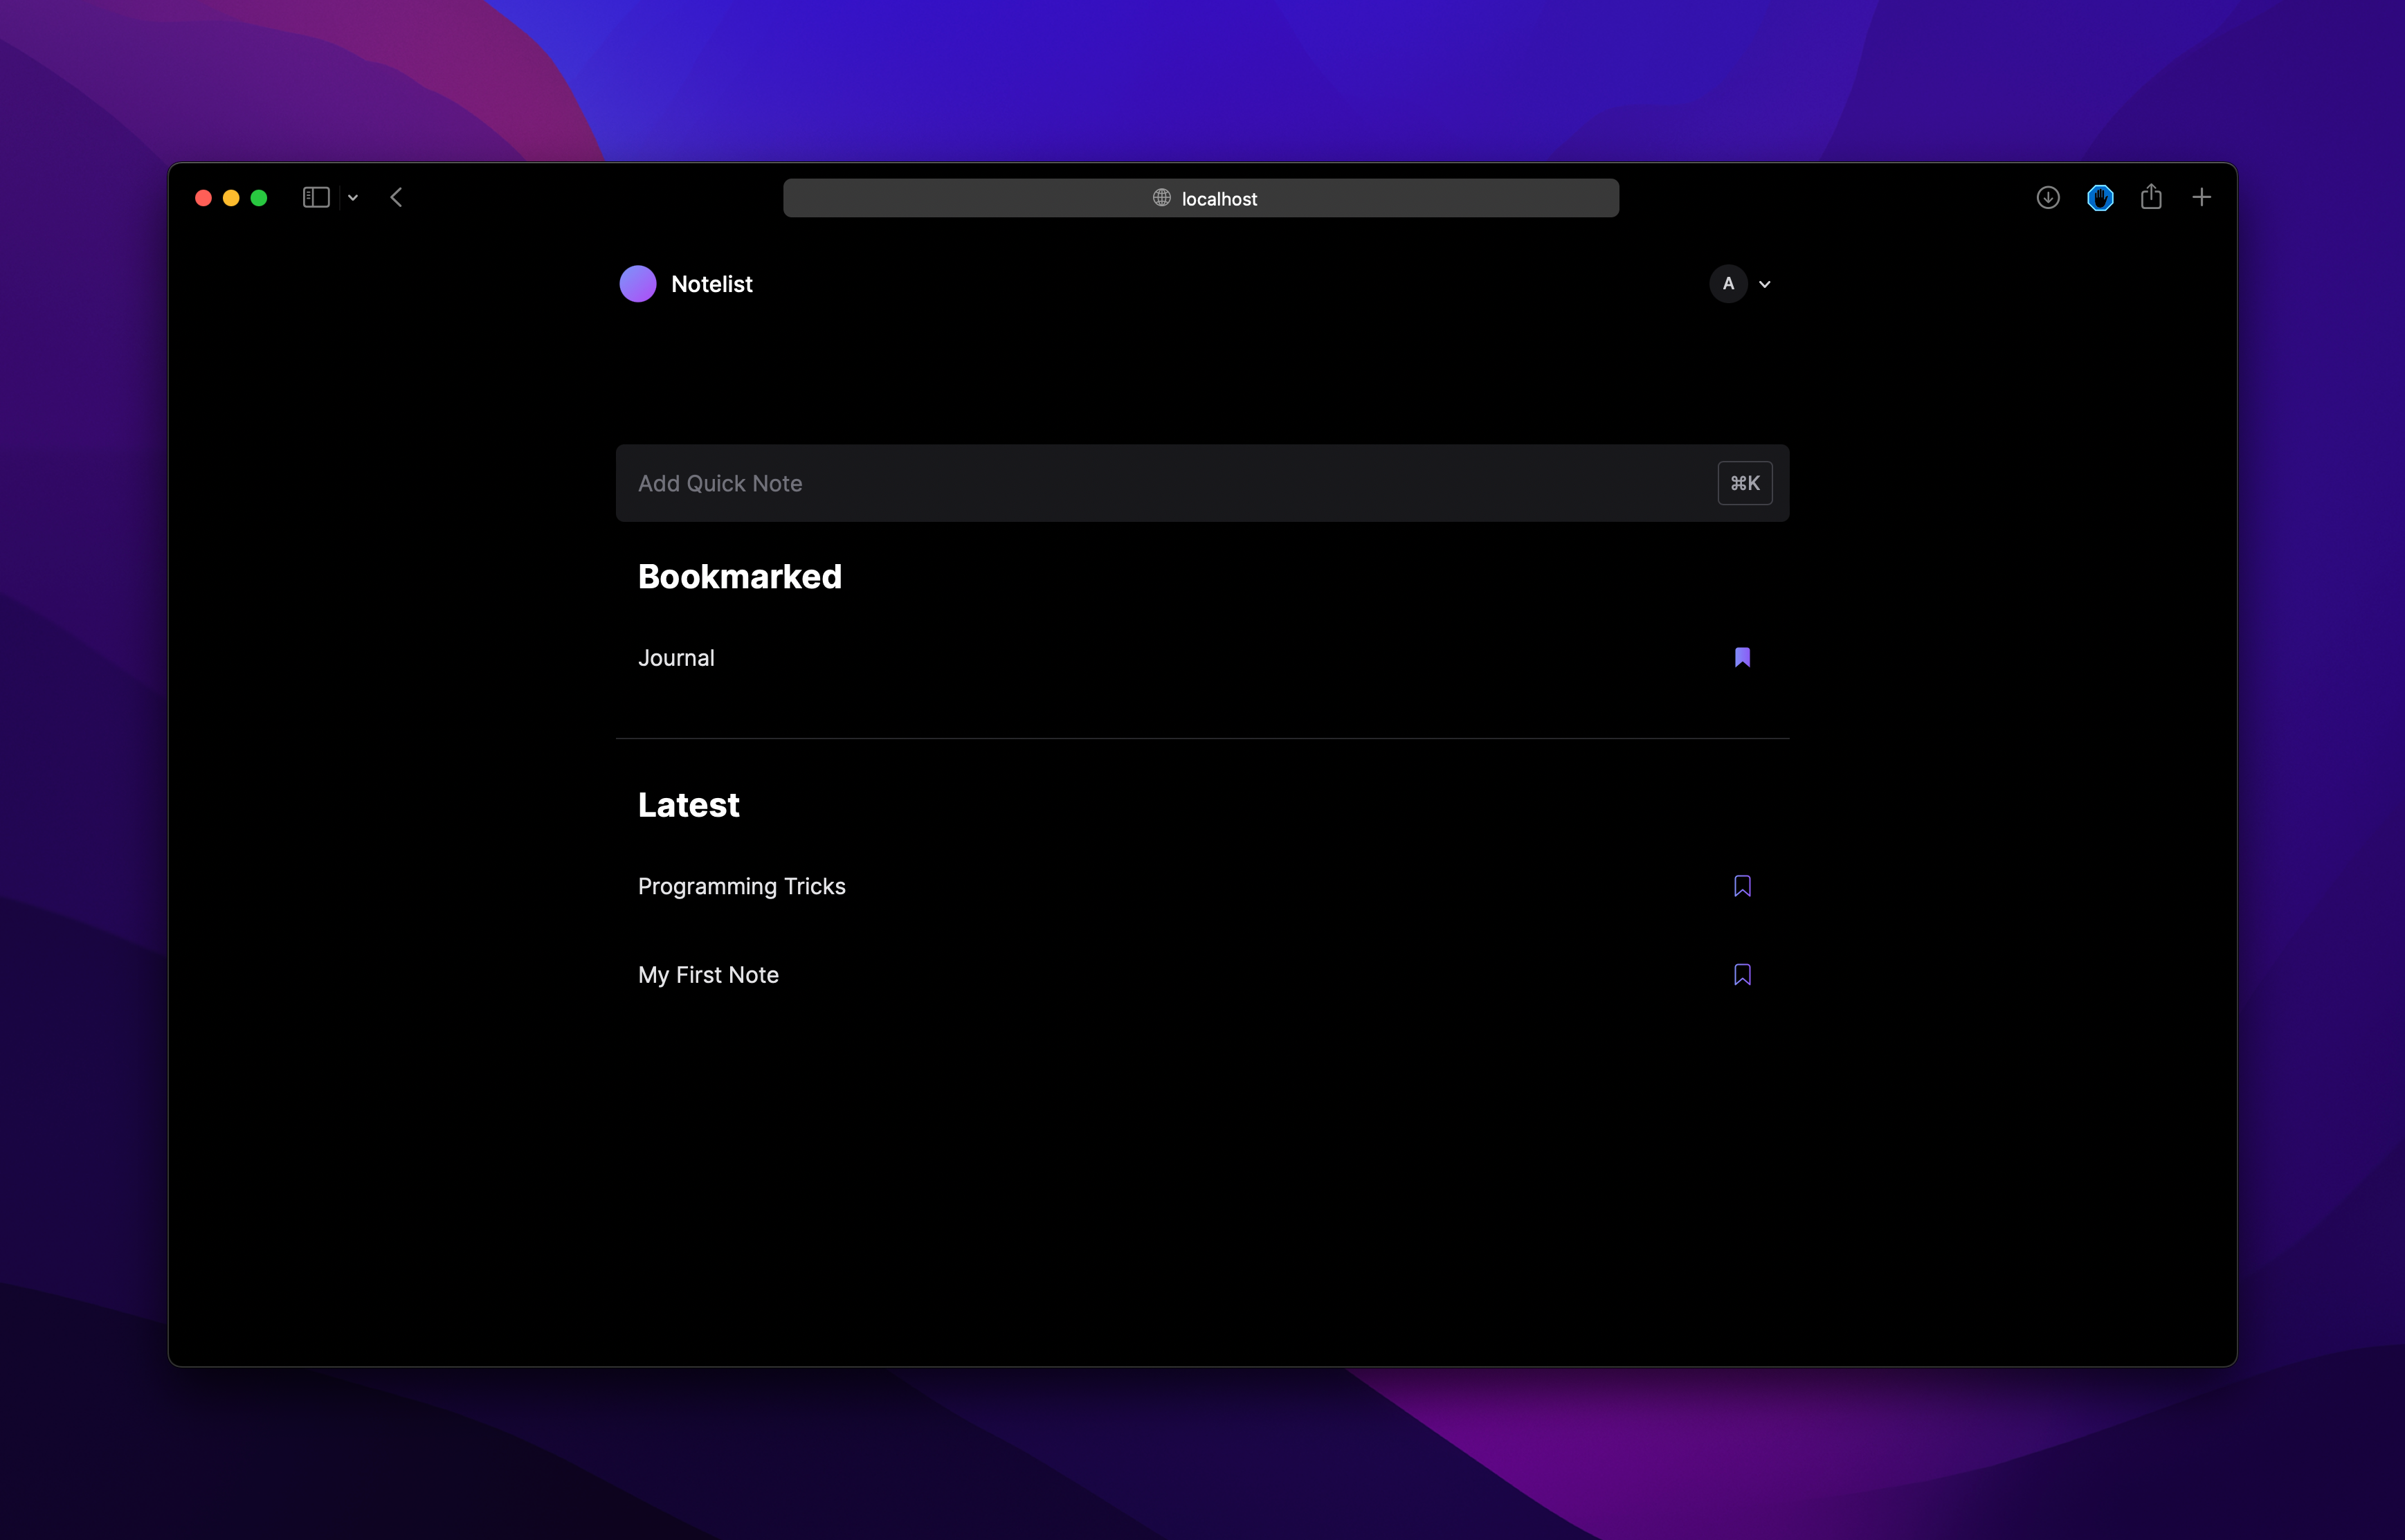 localhost
Notelist
A
Add Quick Note
⌘K
Bookmarked
Journal
Latest
Programming Tricks
My First Note